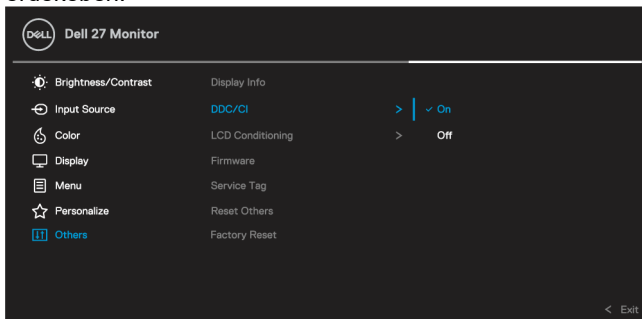 DELL Dell 27 Monitor
Brightness/Contrast Display Info
Input Source DDC/CI > ✓ On
Color LCD Conditioning > Off
Display Firmware
Menu Service Tag
Personalize Reset Others
Others Factory Reset
< Exit